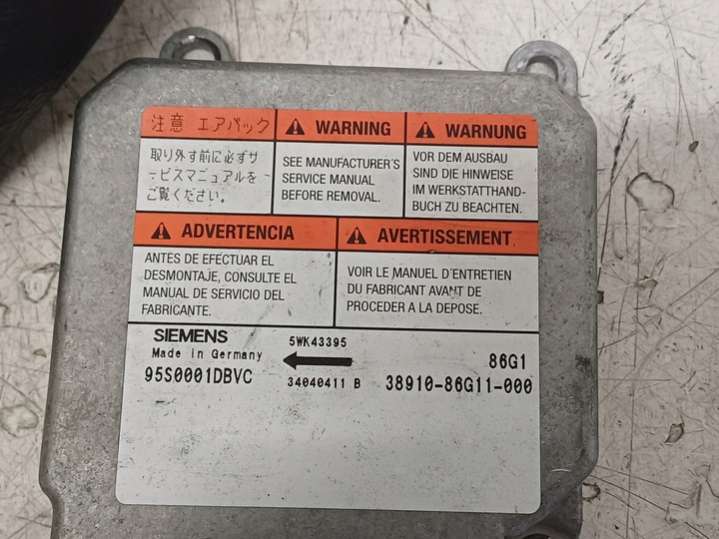 注意 エアバック
取り外す前に必ずサ
ービスマニュアルを
ご覧ください。
WARNING
SEE MANUFACTURER'S
SERVICE MANUAL
BEFORE REMOVAL.
WARNUNG
VOR DEM AUSBAU
SIND DIE HINWEISE
IM WERKSTATTHAND-
BUCH ZU BEACHTEN.
ADVERTENCIA
ANTES DE EFECTUAR EL
DESMONTAJE, CONSULTE EL
MANUAL DE SERVICIO DEL
FABRICANTE.
AVERTISSEMENT
VOIR LE MANUEL D'ENTRETIEN
DU FABRICANT AVANT DE
PROCEDER A LA DEPOSE.
SIEMENS
Made in Germany
95S0001DBVC
5WK43395
34040411 B
86G1
38910-86G11-000